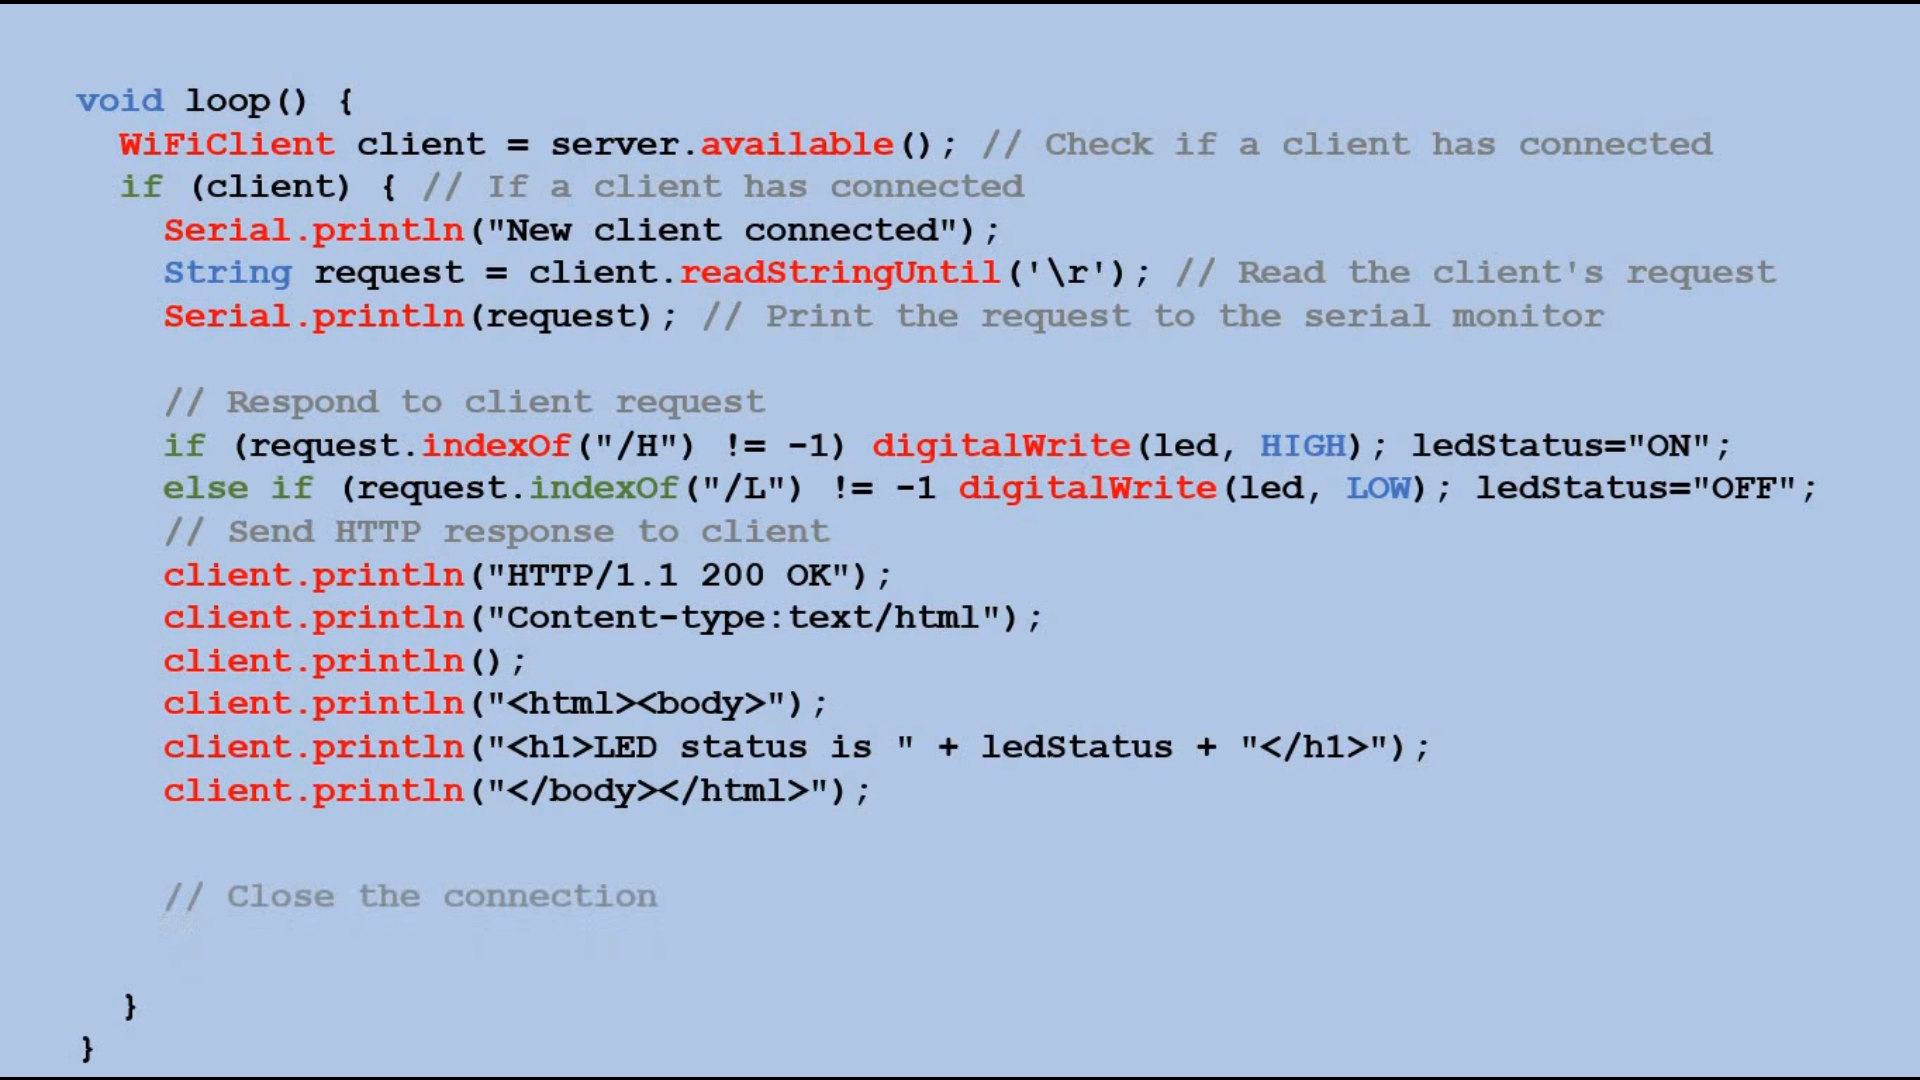 void loop() {
WiFiClient client = server.available(); // Check if a client has connected
if (client) { // If a client has connected
Serial.println("New client connected");
String request = client.readStringUntil('\r'); // Read the client's request
Serial.println(request); // Print the request to the serial monitor
// Respond to client request
if (request.indexOf("/H") != -1) digitalWrite(led, HIGH); ledStatus="ON";
else if (request.indexOf("/L") != -1 digitalWrite(led, LOW); ledStatus="OFF";
// Send HTTP response to client
client.println("HTTP/1.1 200 OK");
client.println("Content-type:text/html");
client.println();
client.println("<html><body>");
client.println("<h1>LED status is " + ledStatus + "</h1>");
client.println("</body></html>");
// Close the connection
}
}